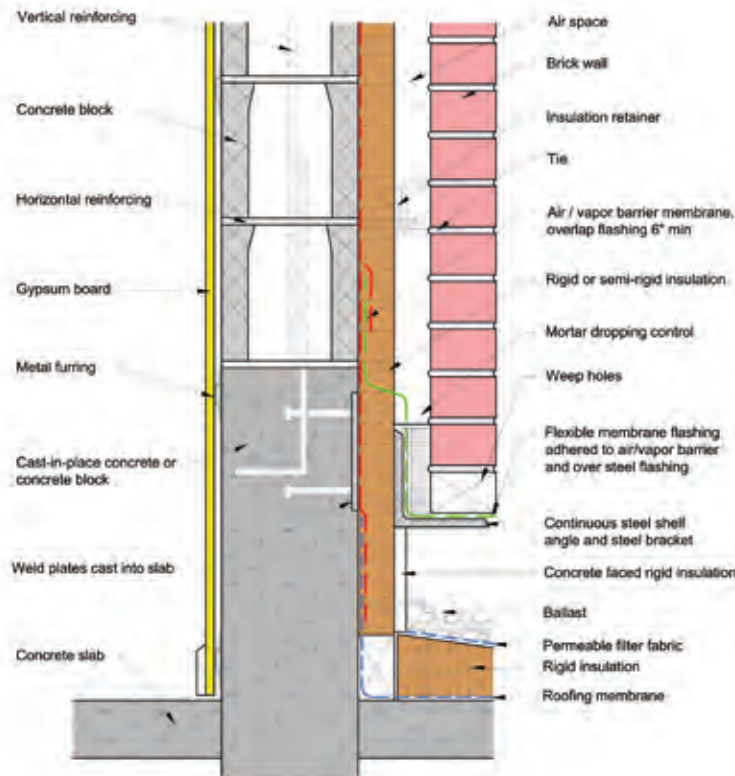 Vertical reinforcing
Concrete block
Horizontal reinforcing
Gypsum board
Metal furring
Cast-in-place concrete or
concrete block
Weld plates cast into slab
Concrete slab
Air space
Brick wall
Insulation retainer
Tie
Air / vapor barrier membrane,
overlap flashing 6" min
Rigid or semi-rigid insulation
Mortar dropping control
Weep holes
Flexible membrane flashing
adhered to air/vapor barrier
and over steel flashing
Continuous steel shelf
angle and steel bracket
Concrete faced rigid insulation
Ballast
Permeable filter fabric
Rigid insulation
Roofing membrane